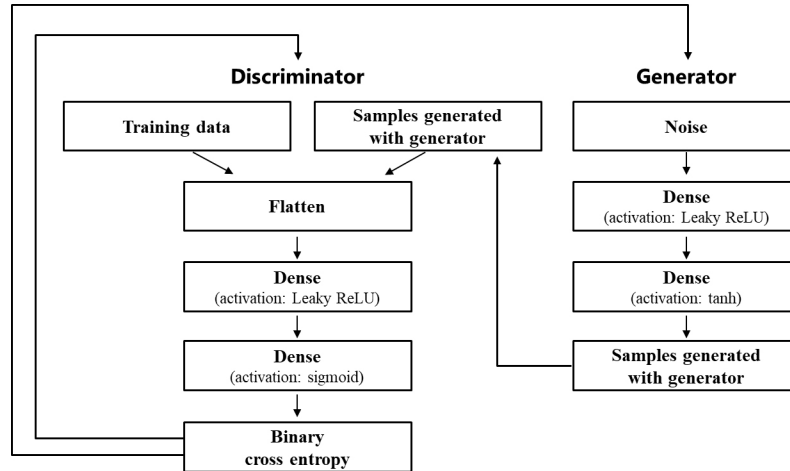 Discriminator
Generator
Training data
Samples generated
with generator
Noise
Flatten
Dense
(activation: Leaky ReLU)
Dense
(activation: Leaky ReLU)
Dense
(activation: tanh)
Dense
(activation: sigmoid)
Samples generated
with generator
Binary
cross entropy